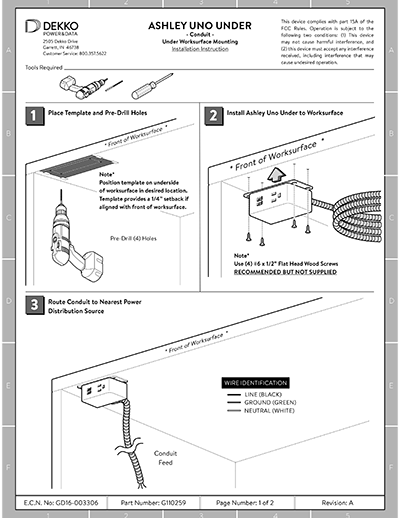 DEKKO
POWER&DATA
2505 Dekko Drive
Garrett, IN 46738
Customer Service: 800.357.5622
ASHLEY UNO UNDER
- Conduit -
Under Worksurface Mounting
Installation Instruction
This device complies with part 15A of the
FCC Rules. Operation is subject to the
following two conditions: (1) This device
may not cause harmful interference, and
(2) this device must accept any interference
received, including interference that may
cause undesired operation.
Tools Required
1 Place Template and Pre-Drill Holes
* Front of Worksurface *
Note*
Position template on underside
of worksurface in desired location.
Template provides a 1/4" setback if
aligned with front of worksurface.
Pre-Drill (4) Holes
2 Install Ashley Uno Under to Worksurface
* Front of Worksurface *
Note*
Use (4) #6 x 1/2" Flat Head Wood Screws
RECOMMENDED BUT NOT SUPPLIED
3 Route Conduit to Nearest Power
Distribution Source
* Front of Worksurface *
WIRE IDENTIFICATION
LINE (BLACK)
GROUND (GREEN)
NEUTRAL (WHITE)
Conduit
Feed
E.C.N. No: GD16-003306
Part Number: G110259
Page Number: 1 of 2
Revision: A